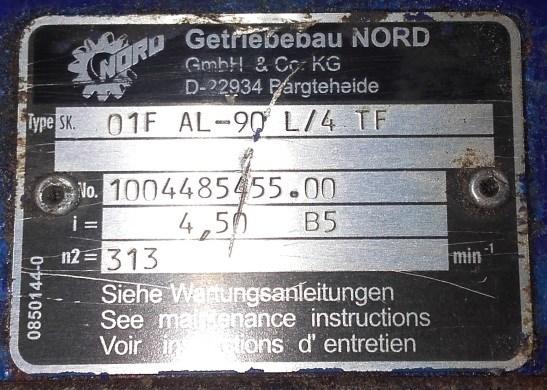 NORD
Getriebebau NORD
GmbH & Co. KG
D-22934 Bargteheide
Type SK. 01F AL-90 L/4 TF
No. 1004485455.00
i = 4,50 B5
n2= 313 min-1
Siehe Wartungsanleitungen
See maintenance instructions
Voir instructions d' entretien
0850144-0